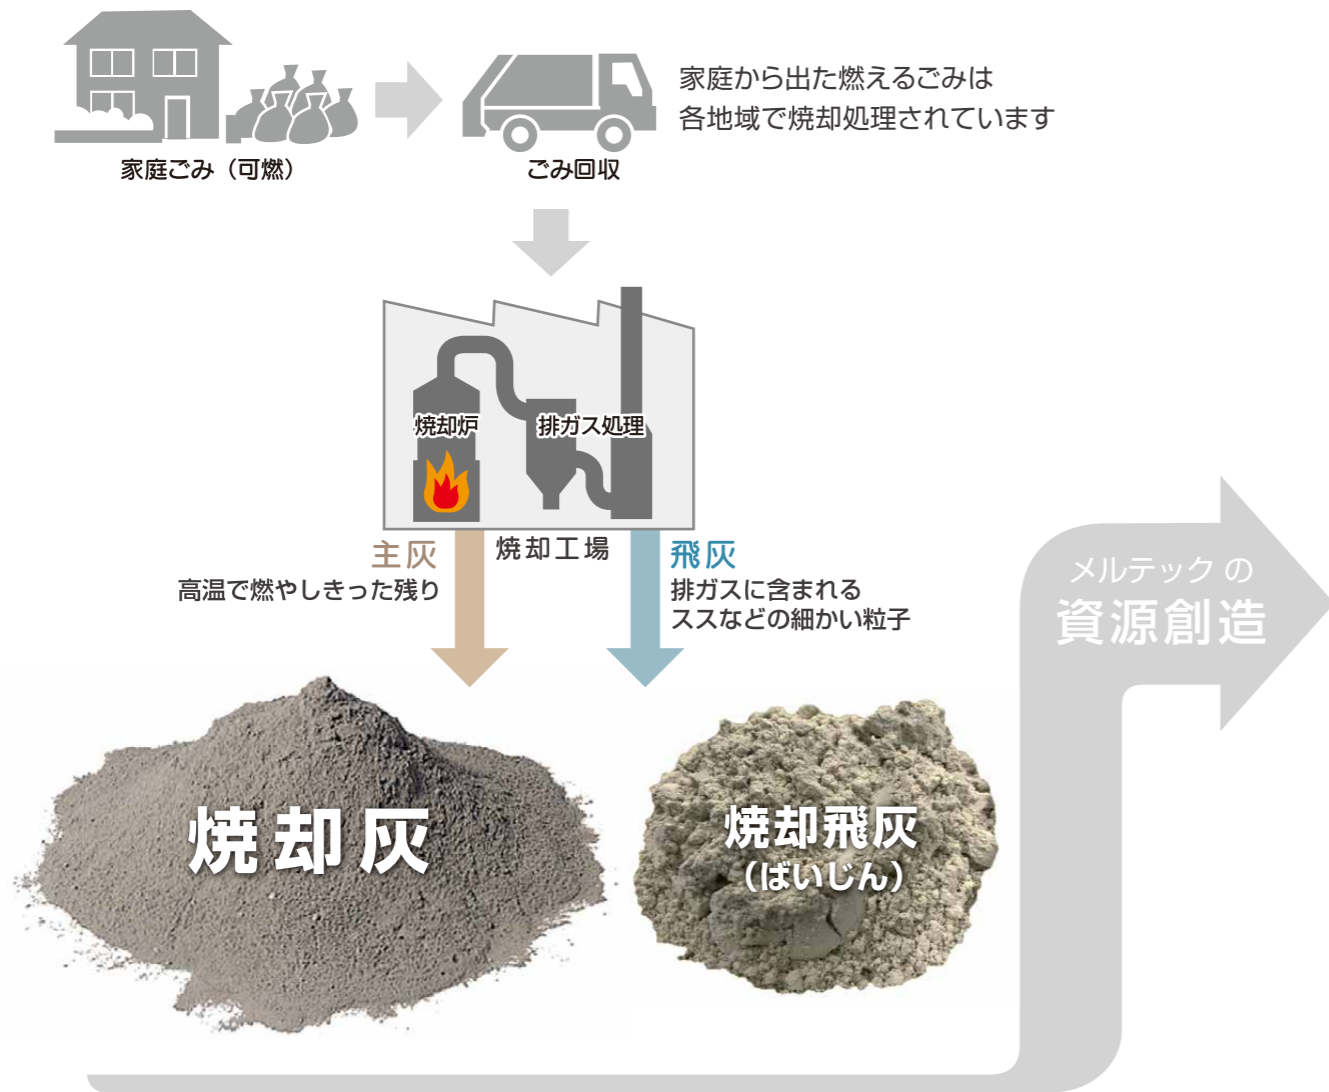 家庭から出た燃えるごみは
各地域で焼却処理されています
家庭ごみ（可燃）
ごみ回収
焼却炉
排ガス処理
焼却工場
主灰
高温で燃やしきった残り
飛灰
排ガスに含まれる
ススなどの細かい粒子
メルテック の
資源創造
焼却灰
焼却飛灰
（ばいじん）